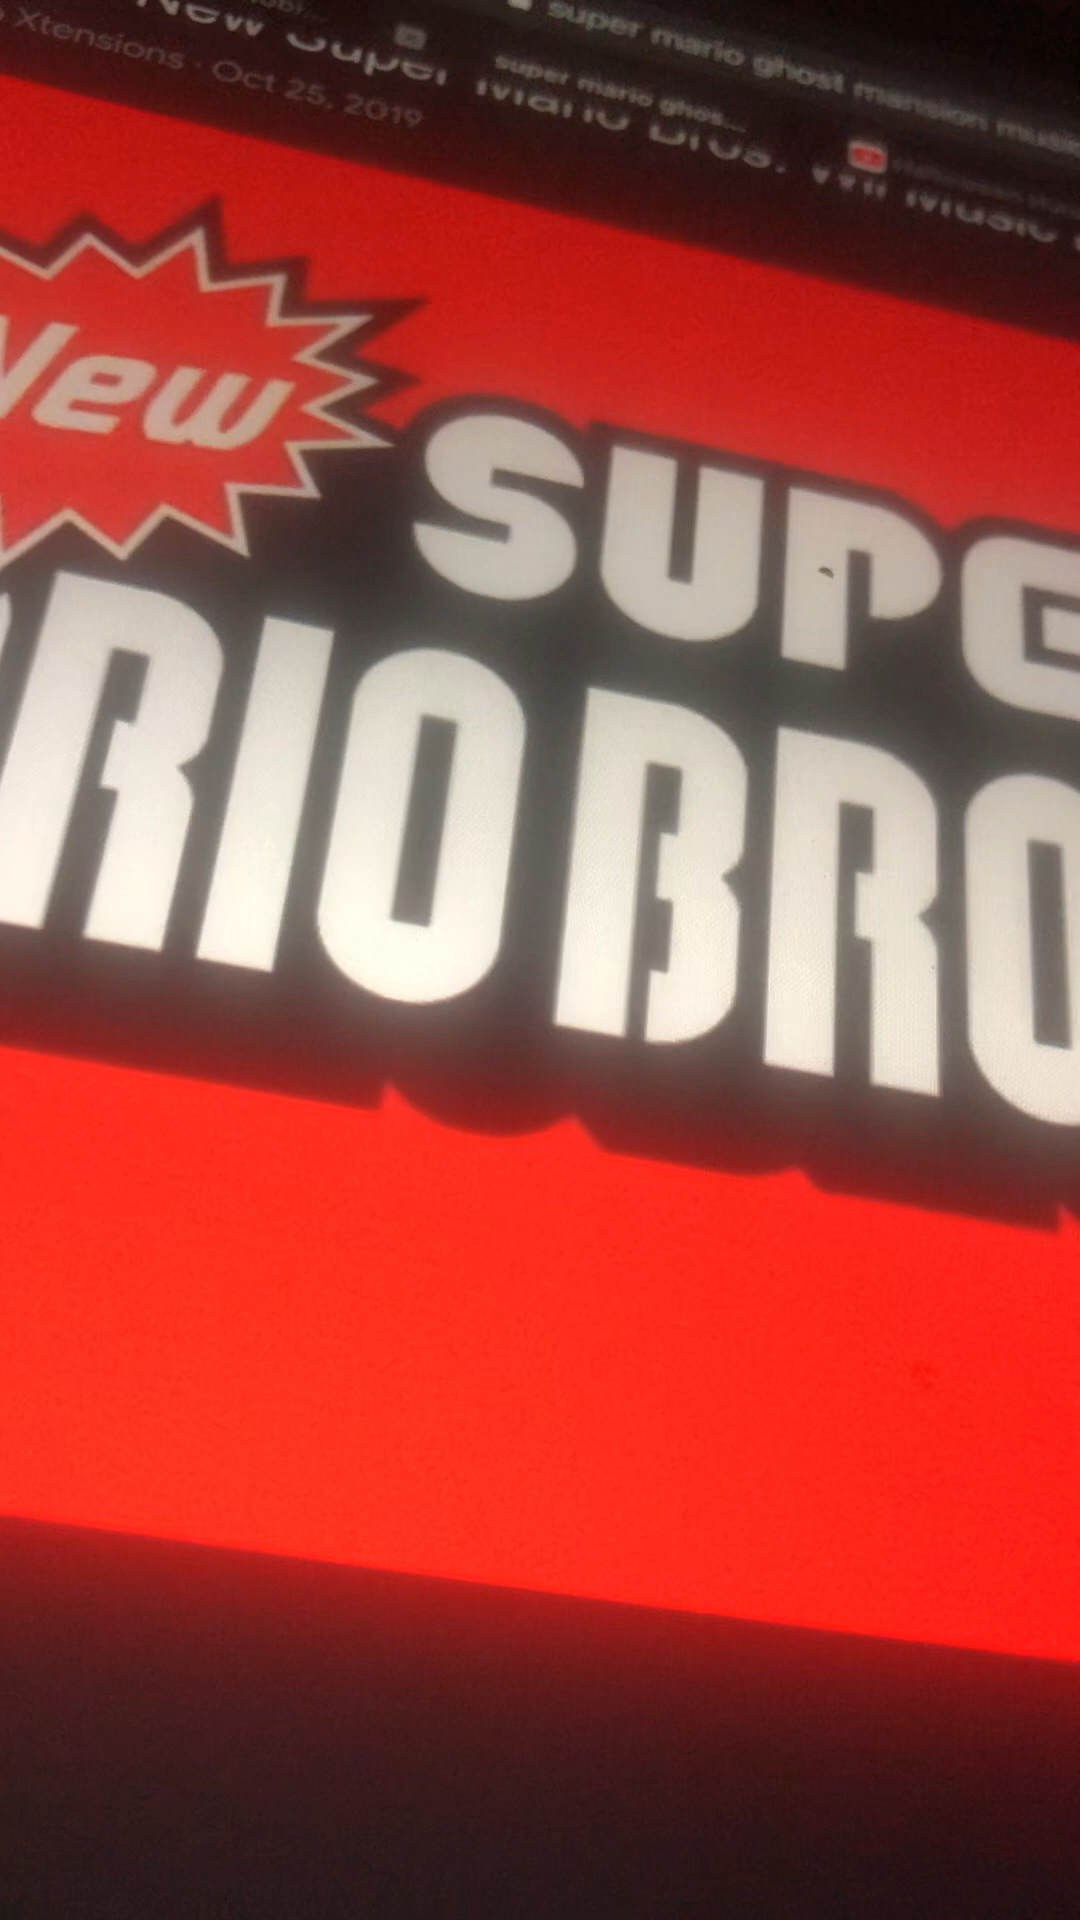 super mario ghost mansion music
super mario ghos...
New Super Mario Bros. Wii Music
Xtensions · Oct 25, 2019
New
SUPE
RIO BRO